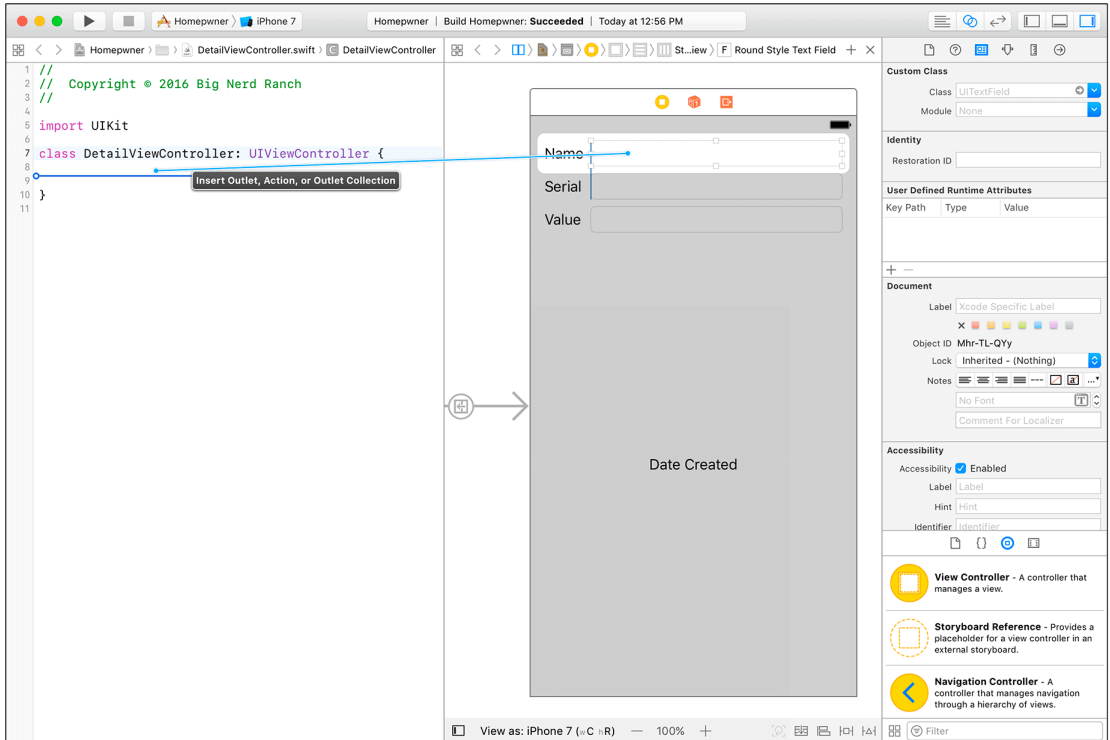 Homepwner iPhone 7
Homepwner | Build Homepwner: Succeeded | Today at 12:56 PM
Homepwner DetailViewController.swift DetailViewController
St...iew F Round Style Text Field
1 //
2 // Copyright © 2016 Big Nerd Ranch
3 //
4
5 import UIKit
6
7 class DetailViewController: UIViewController {
8
9
10 }
11
Insert Outlet, Action, or Outlet Collection
Name
Serial
Value
Date Created
View as: iPhone 7 (wC hR) — 100% +
Custom Class
Class UITextField
Module None
Identity
Restoration ID
User Defined Runtime Attributes
Key Path Type Value
Document
Label Xcode Specific Label
Object ID Mhr-TL-QYy
Lock Inherited - (Nothing)
Notes
No Font T
Comment For Localizer
Accessibility
Accessibility Enabled
Label Label
Hint Hint
Identifier Identifier
{}
View Controller - A controller that
manages a view.
Storyboard Reference - Provides a
placeholder for a view controller in an
external storyboard.
Navigation Controller - A
controller that manages navigation
through a hierarchy of views.
Filter